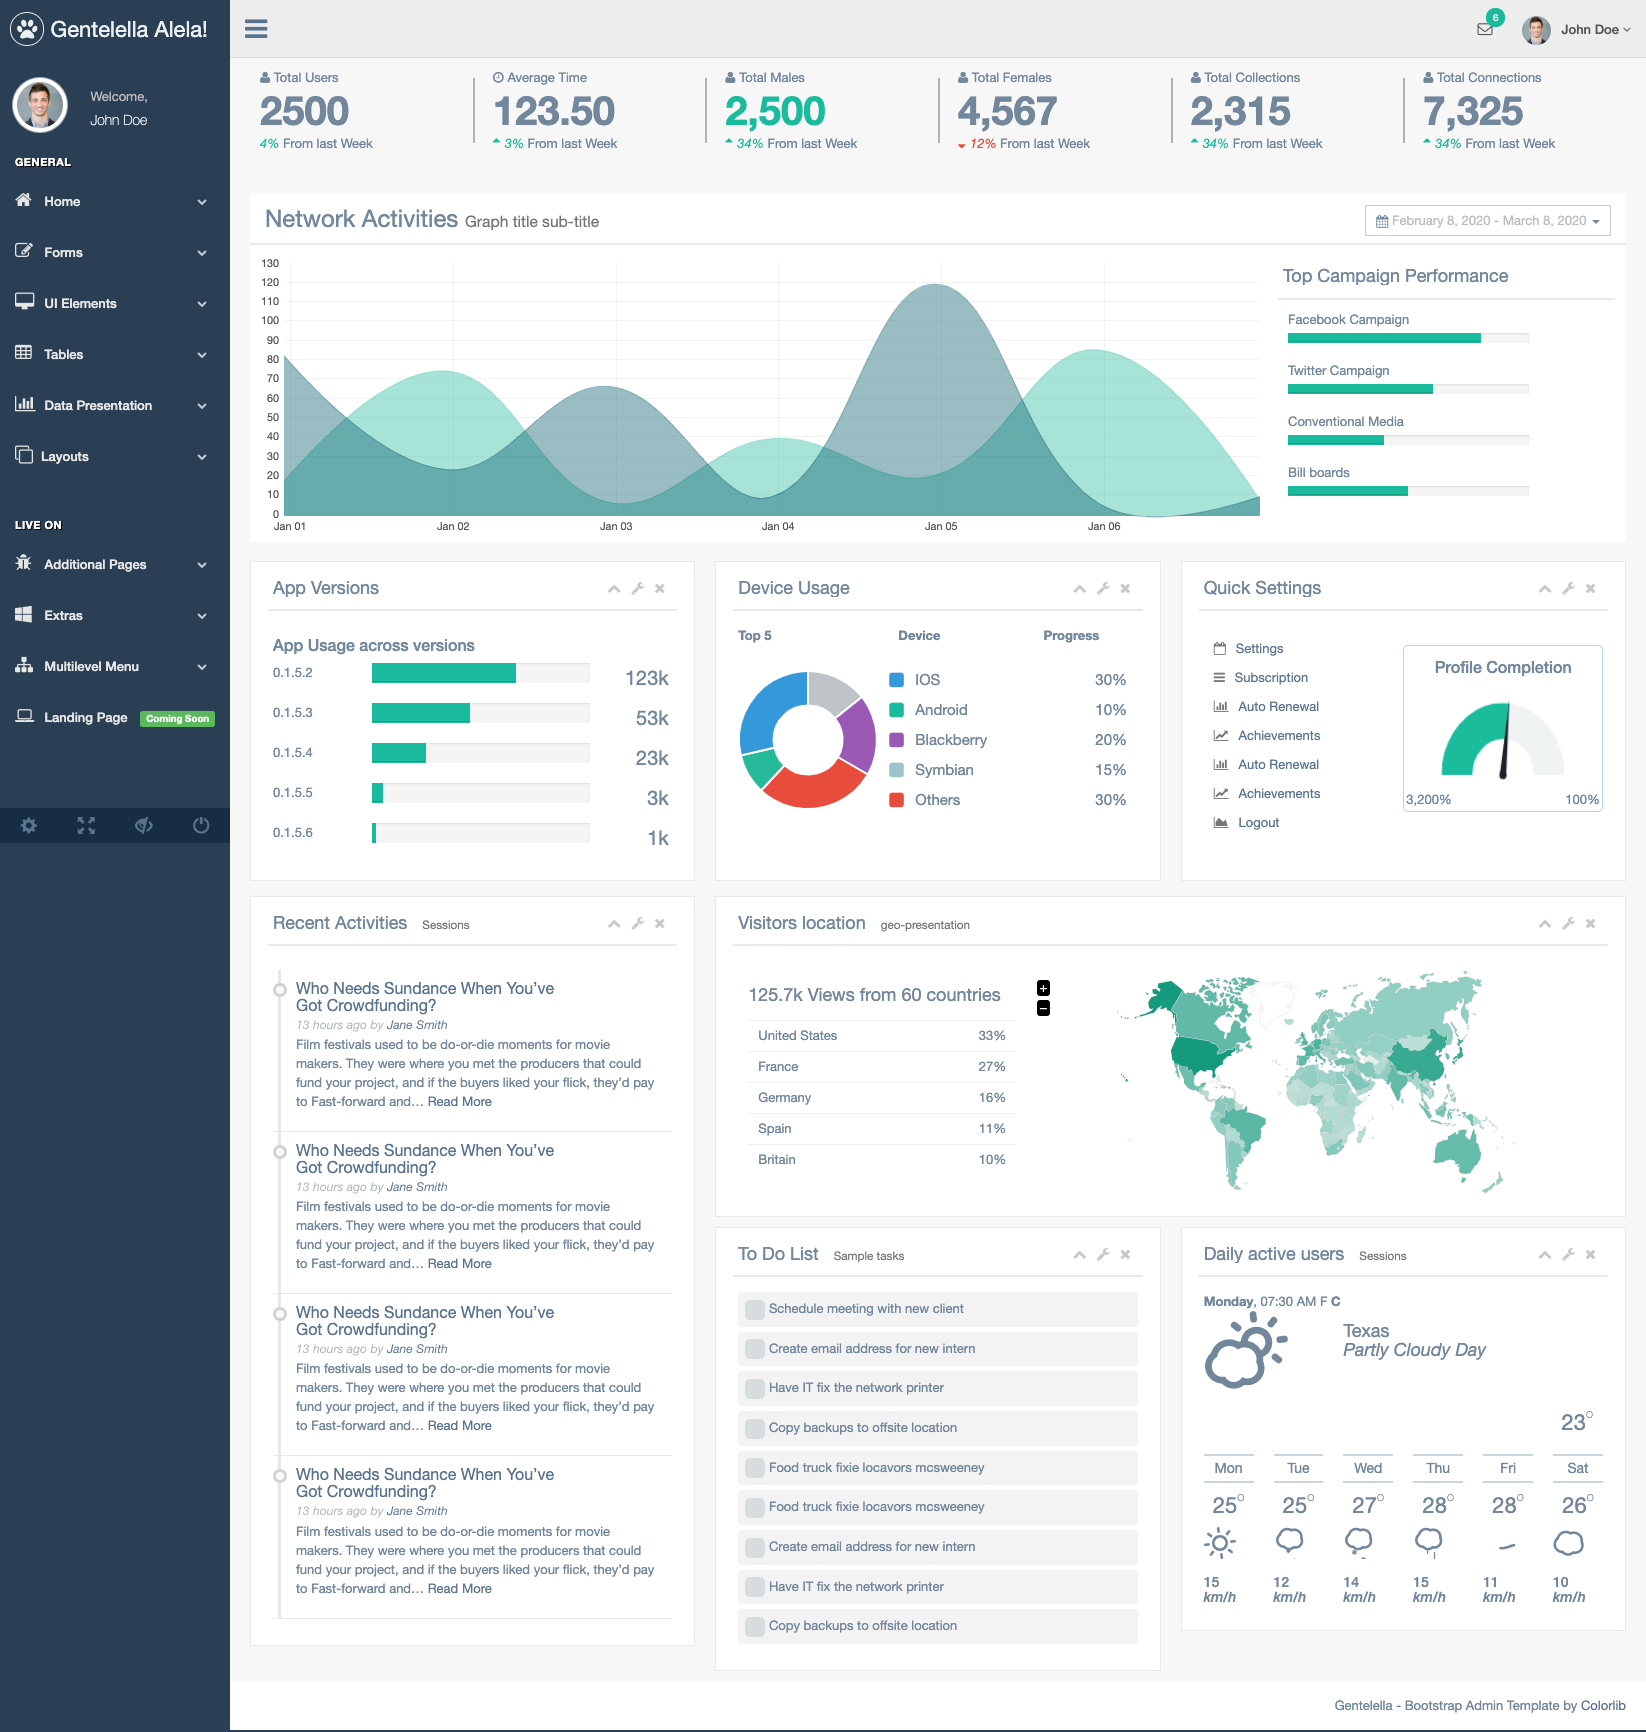 Gentelella Alela!
Welcome,
John Doe
GENERAL
Home
Forms
UI Elements
Tables
Data Presentation
Layouts
LIVE ON
Additional Pages
Extras
Multilevel Menu
Landing Page Coming Soon
6
John Doe
Total Users
2500
4% From last Week
Average Time
123.50
3% From last Week
Total Males
2,500
34% From last Week
Total Females
4,567
12% From last Week
Total Collections
2,315
34% From last Week
Total Connections
7,325
34% From last Week
Network Activities Graph title sub-title
February 8, 2020 - March 8, 2020
130
120
110
100
90
80
70
60
50
40
30
20
10
0
Jan 01 Jan 02 Jan 03 Jan 04 Jan 05 Jan 06
Top Campaign Performance
Facebook Campaign
Twitter Campaign
Conventional Media
Bill boards
App Versions
App Usage across versions
0.1.5.2 123k
0.1.5.3 53k
0.1.5.4 23k
0.1.5.5 3k
0.1.5.6 1k
Device Usage
Top 5 Device Progress
IOS 30%
Android 10%
Blackberry 20%
Symbian 15%
Others 30%
Quick Settings
Settings
Subscription
Auto Renewal
Achievements
Auto Renewal
Achievements
Logout
Profile Completion
3,200% 100%
Recent Activities Sessions
Who Needs Sundance When You’ve
Got Crowdfunding?
13 hours ago by Jane Smith
Film festivals used to be do-or-die moments for movie
makers. They were where you met the producers that could
fund your project, and if the buyers liked your flick, they’d pay
to Fast-forward and… Read More
Who Needs Sundance When You’ve
Got Crowdfunding?
13 hours ago by Jane Smith
Film festivals used to be do-or-die moments for movie
makers. They were where you met the producers that could
fund your project, and if the buyers liked your flick, they’d pay
to Fast-forward and… Read More
Who Needs Sundance When You’ve
Got Crowdfunding?
13 hours ago by Jane Smith
Film festivals used to be do-or-die moments for movie
makers. They were where you met the producers that could
fund your project, and if the buyers liked your flick, they’d pay
to Fast-forward and… Read More
Who Needs Sundance When You’ve
Got Crowdfunding?
13 hours ago by Jane Smith
Film festivals used to be do-or-die moments for movie
makers. They were where you met the producers that could
fund your project, and if the buyers liked your flick, they’d pay
to Fast-forward and… Read More
Visitors location geo-presentation
125.7k Views from 60 countries
United States 33%
France 27%
Germany 16%
Spain 11%
Britain 10%
+
−
To Do List Sample tasks
Schedule meeting with new client
Create email address for new intern
Have IT fix the network printer
Copy backups to offsite location
Food truck fixie locavors mcsweeney
Food truck fixie locavors mcsweeney
Create email address for new intern
Have IT fix the network printer
Copy backups to offsite location
Daily active users Sessions
Monday, 07:30 AM F C
Texas
Partly Cloudy Day
23°
Mon Tue Wed Thu Fri Sat
25° 25° 27° 28° 28° 26°
15 12 14 15 11 10
km/h km/h km/h km/h km/h km/h
Gentelella - Bootstrap Admin Template by Colorlib